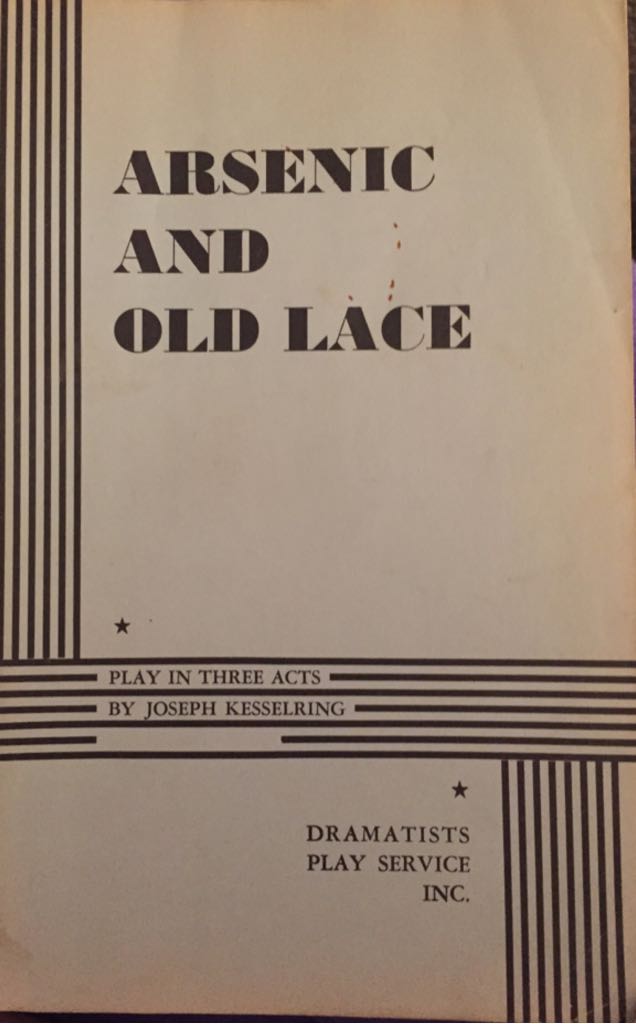 ARSENIC
AND
OLD LACE
PLAY IN THREE ACTS
BY JOSEPH KESSELRING
DRAMATISTS
PLAY SERVICE
INC.